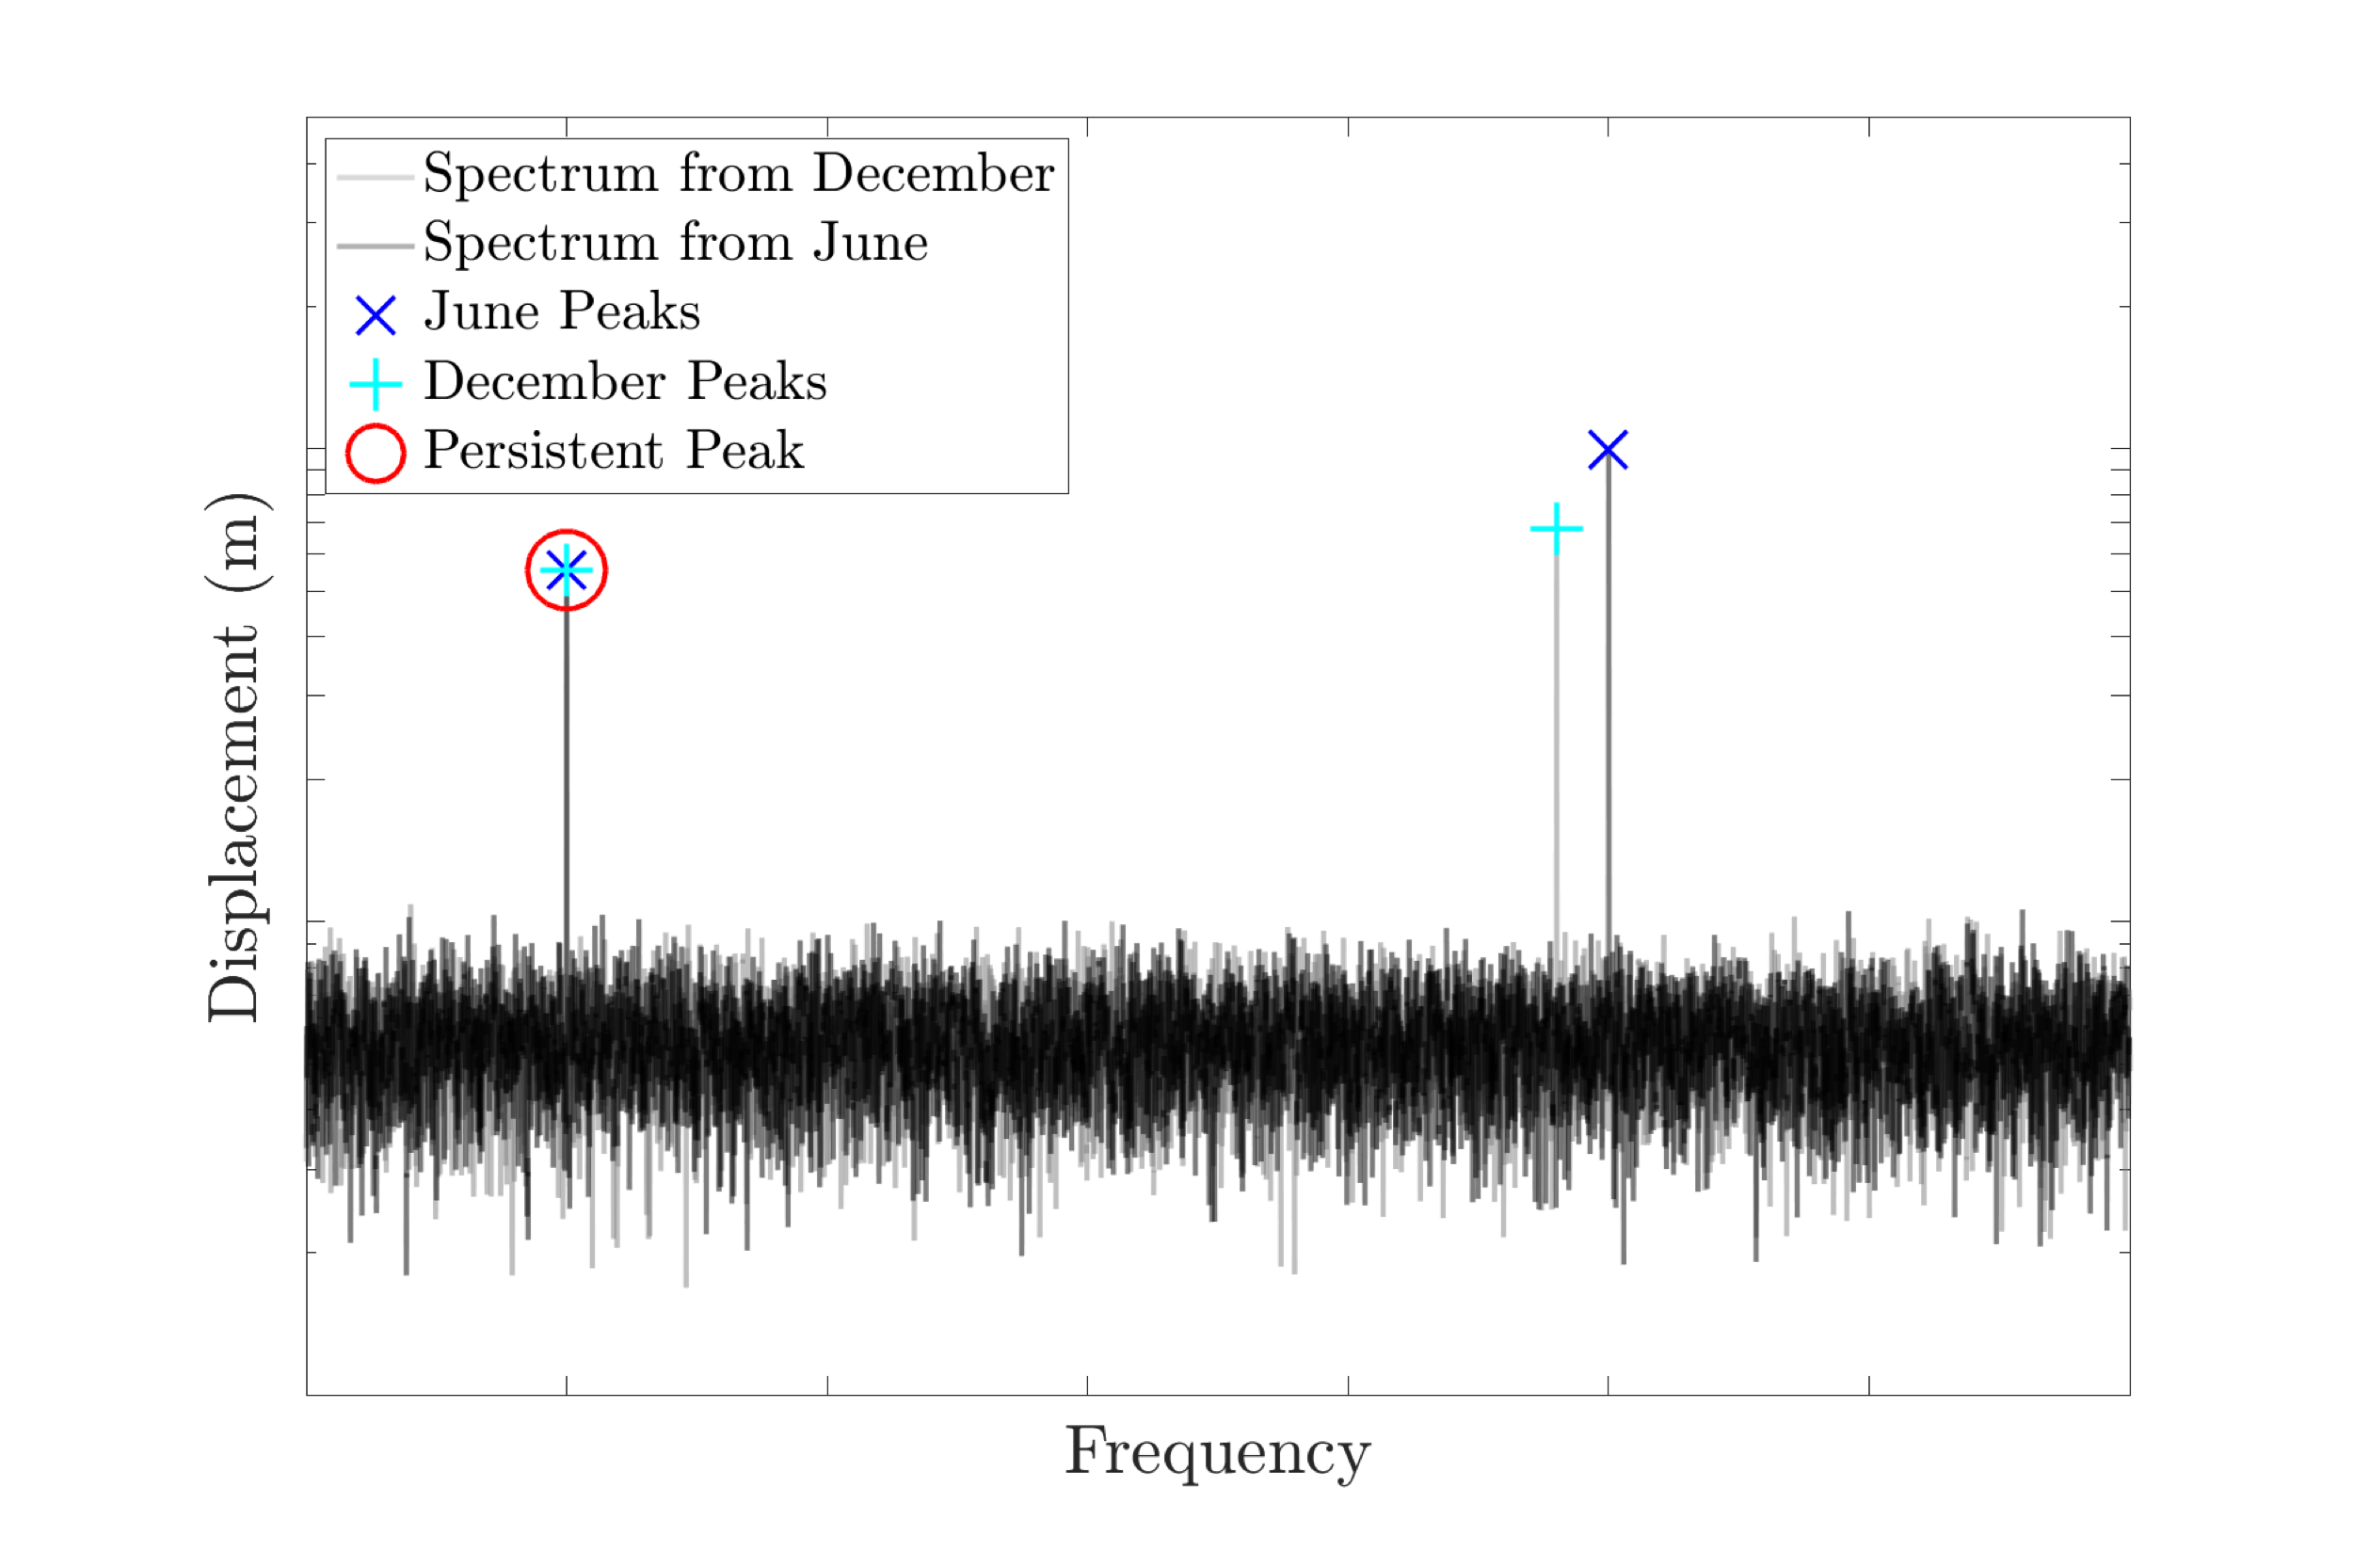 Spectrum from December
Spectrum from June
June Peaks
December Peaks
Persistent Peak
Displacement (m)
Frequency